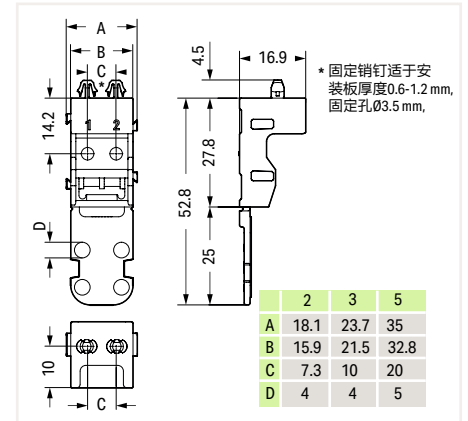 A
B
C
*
1 2
14.2
D
10
C
4.5
16.9
27.8
52.8
25
* 固定销钉适于安
装板厚度0.6-1.2 mm,
固定孔Ø3.5 mm,
2 3 5
A 18.1 23.7 35
B 15.9 21.5 32.8
C 7.3 10 20
D 4 4 5